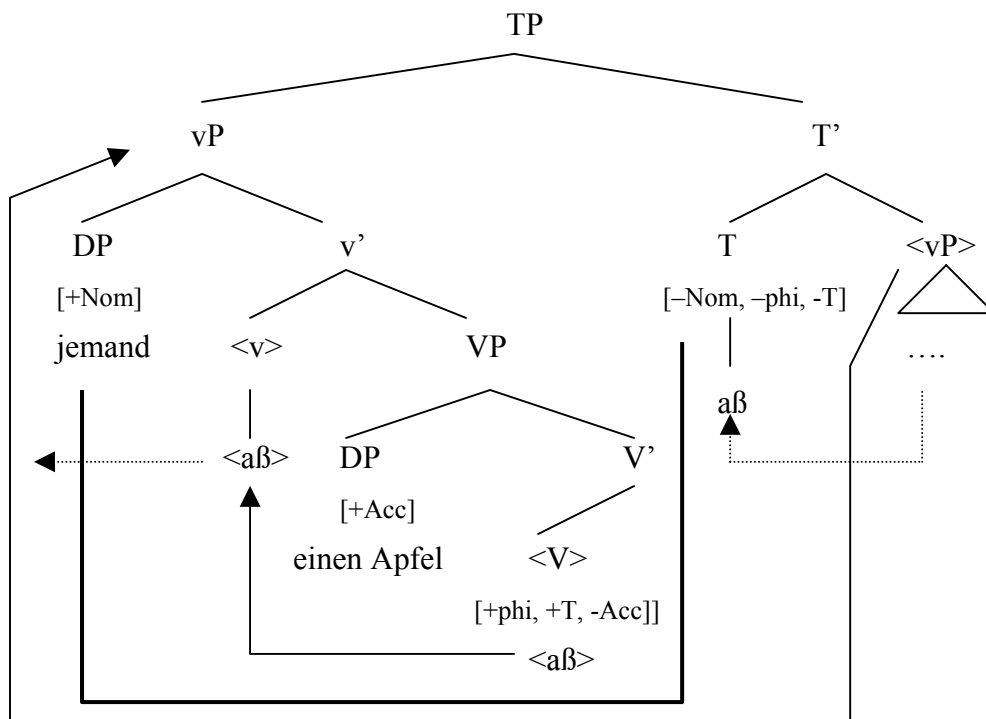 TP
vP T’
DP v’ T <vP>
[+Nom] [–Nom, –phi, -T]
jemand <v> VP ….
aß
<aß> DP V’
[+Acc]
einen Apfel <V>
[+phi, +T, -Acc]]
<aß>